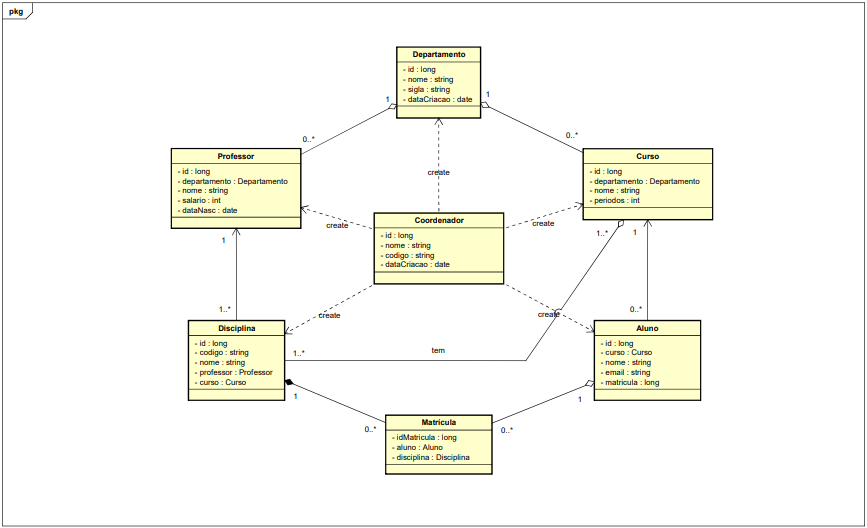 pkg
Departamento
- id : long
- nome : string
- sigla : string
- dataCriacao : date
1
1
0..*
0..*
Professor
- id : long
- departamento : Departamento
- nome : string
- salario : int
- dataNasc : date
Curso
- id : long
- departamento : Departamento
- nome : string
- periodos : int
create
Coordenador
- id : long
- nome : string
- codigo : string
- dataCriacao : date
create
create
1
1..*
1
1..*
0..*
create
create
Disciplina
- id : long
- codigo : string
- nome : string
- professor : Professor
- curso : Curso
Aluno
- id : long
- curso : Curso
- nome : string
- email : string
- matricula : long
1..*
tem
1
1
0..*
0..*
Matrícula
- idMatricula : long
- aluno : Aluno
- disciplina : Disciplina